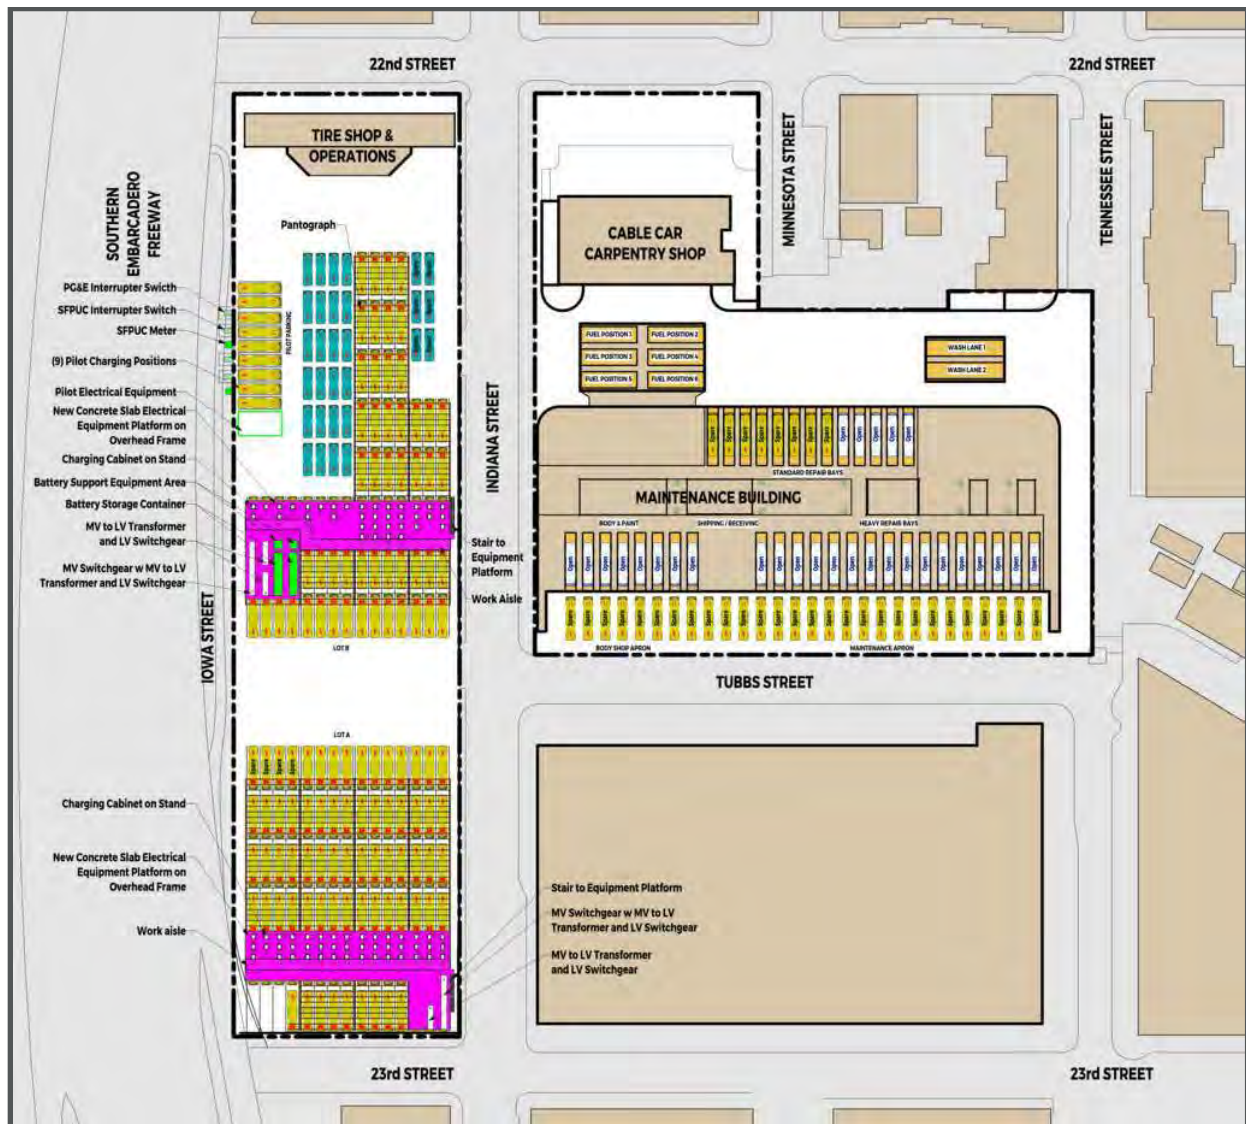 22nd STREET
22nd STREET
TIRE SHOP &
OPERATIONS
MINNESOTA STREET
TENNESSEE STREET
SOUTHERN
EMBARCADERO
FREEWAY
Pantograph
CABLE CAR
CARPENTRY SHOP
PG&E Interrupter Swicth
SFPUC Interrupter Switch
SFPUC Meter
(9) Pilot Charging Positions
Pilot Electrical Equipment
New Concrete Slab Electrical
Equipment Platform on
Overhead Frame
Charging Cabinet on Stand
Battery Support Equipment Area
Battery Storage Container
MV to LV Transformer
and LV Switchgear
MV Switchgear w MV to LV
Transformer and LV Switchgear
PILOT PARKING
INDIANA STREET
IOWA STREET
FUEL POSITION 1
FUEL POSITION 2
FUEL POSITION 3
FUEL POSITION 4
FUEL POSITION 5
FUEL POSITION 6
WASH LANE 1
WASH LANE 2
STANDARD REPAIR BAYS
MAINTENANCE BUILDING
BODY & PAINT
SHIPPING / RECEIVING
HEAVY REPAIR BAYS
Stair to
Equipment
Platform
Work Aisle
LOT B
BODY SHOP APRON
MAINTENANCE APRON
TUBBS STREET
LOT A
Charging Cabinet on Stand
New Concrete Slab Electrical
Equipment Platform on
Overhead Frame
Work aisle
Stair to Equipment Platform
MV Switchgear w MV to LV
Transformer and LV Switchgear
MV to LV Transformer
and LV Switchgear
23rd STREET
23rd STREET